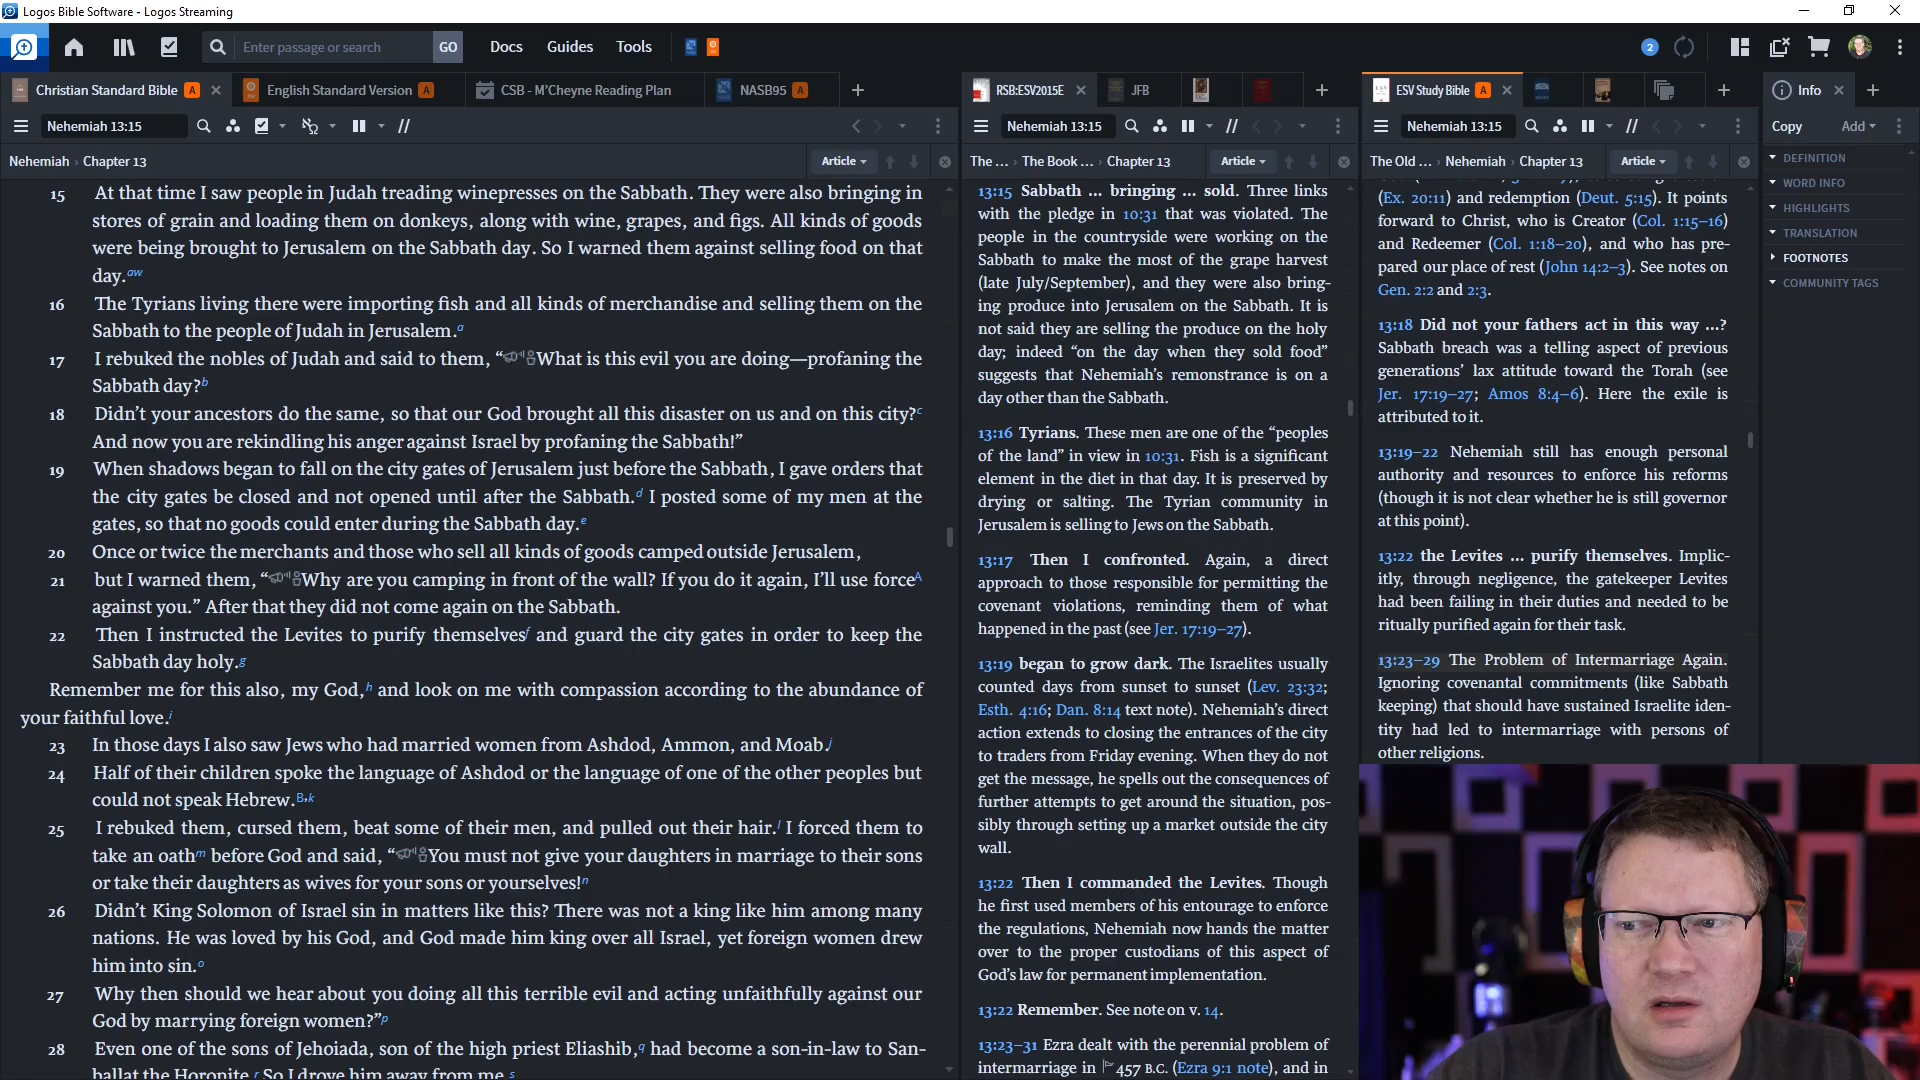 Logos Bible Software - Logos Streaming
Enter passage or search
GO
Docs
Guides
Tools
2
Christian Standard Bible A
English Standard Version A
CSB - M’Cheyne Reading Plan
NASB95 A
Nehemiah 13:15
Nehemiah › Chapter 13
Article
15 At that time I saw people in Judah treading winepresses on the Sabbath. They were also bringing in
stores of grain and loading them on donkeys, along with wine, grapes, and figs. All kinds of goods
were being brought to Jerusalem on the Sabbath day. So I warned them against selling food on that
day.aw
16 The Tyrians living there were importing fish and all kinds of merchandise and selling them on the
Sabbath to the people of Judah in Jerusalem.a
17 I rebuked the nobles of Judah and said to them, “What is this evil you are doing—profaning the
Sabbath day?b
18 Didn’t your ancestors do the same, so that our God brought all this disaster on us and on this city?c
And now you are rekindling his anger against Israel by profaning the Sabbath!”
19 When shadows began to fall on the city gates of Jerusalem just before the Sabbath, I gave orders that
the city gates be closed and not opened until after the Sabbath.d I posted some of my men at the
gates, so that no goods could enter during the Sabbath day.e
20 Once or twice the merchants and those who sell all kinds of goods camped outside Jerusalem,
21 but I warned them, “Why are you camping in front of the wall? If you do it again, I’ll use forceA
against you.” After that they did not come again on the Sabbath.
22 Then I instructed the Levites to purify themselvesf and guard the city gates in order to keep the
Sabbath day holy.g
Remember me for this also, my God,h and look on me with compassion according to the abundance of
your faithful love.i
23 In those days I also saw Jews who had married women from Ashdod, Ammon, and Moab.j
24 Half of their children spoke the language of Ashdod or the language of one of the other peoples but
could not speak Hebrew.B,k
25 I rebuked them, cursed them, beat some of their men, and pulled out their hair.l I forced them to
take an oathm before God and said, “You must not give your daughters in marriage to their sons
or take their daughters as wives for your sons or yourselves!n
26 Didn’t King Solomon of Israel sin in matters like this? There was not a king like him among many
nations. He was loved by his God, and God made him king over all Israel, yet foreign women drew
him into sin.o
27 Why then should we hear about you doing all this terrible evil and acting unfaithfully against our
God by marrying foreign women?”p
28 Even one of the sons of Jehoiada, son of the high priest Eliashib,q had become a son-in-law to San-
ballat the Horonite.r So I drove him away from me.s
RSB:ESV2015E
JFB
Nehemiah 13:15
The ... › The Book ... › Chapter 13
Article
13:15 Sabbath ... bringing ... sold. Three links
with the pledge in 10:31 that was violated. The
people in the countryside were working on the
Sabbath to make the most of the grape harvest
(late July/September), and they were also bring-
ing produce into Jerusalem on the Sabbath. It is
not said they are selling the produce on the holy
day; indeed “on the day when they sold food”
suggests that Nehemiah’s remonstrance is on a
day other than the Sabbath.
13:16 Tyrians. These men are one of the “peoples
of the land” in view in 10:31. Fish is a significant
element in the diet in that day. It is preserved by
drying or salting. The Tyrian community in
Jerusalem is selling to Jews on the Sabbath.
13:17 Then I confronted. Again, a direct
approach to those responsible for permitting the
covenant violations, reminding them of what
happened in the past (see Jer. 17:19–27).
13:19 began to grow dark. The Israelites usually
counted days from sunset to sunset (Lev. 23:32;
Esth. 4:16; Dan. 8:14 text note). Nehemiah’s direct
action extends to closing the entrances of the city
to traders from Friday evening. When they do not
get the message, he spells out the consequences of
further attempts to get around the situation, pos-
sibly through setting up a market outside the city
wall.
13:22 Then I commanded the Levites. Though
he first used members of his entourage to enforce
the regulations, Nehemiah now hands the matter
over to the proper custodians of this aspect of
God’s law for permanent implementation.
13:22 Remember. See note on v. 14.
13:23–31 Ezra dealt with the perennial problem of
intermarriage in 457 B.C. (Ezra 9:1 note), and in
ESV Study Bible A
Nehemiah 13:15
The Old ... › Nehemiah › Chapter 13
Article
(Ex. 20:11) and redemption (Deut. 5:15). It points
forward to Christ, who is Creator (Col. 1:15–16)
and Redeemer (Col. 1:18–20), and who has pre-
pared our place of rest (John 14:2–3). See notes on
Gen. 2:2 and 2:3.
13:18 Did not your fathers act in this way ...?
Sabbath breach was a telling aspect of previous
generations’ lax attitude toward the Torah (see
Jer. 17:19–27; Amos 8:4–6). Here the exile is
attributed to it.
13:19–22 Nehemiah still has enough personal
authority and resources to enforce his reforms
(though it is not clear whether he is still governor
at this point).
13:22 the Levites ... purify themselves. Implic-
itly, through negligence, the gatekeeper Levites
had been failing in their duties and needed to be
ritually purified again for their task.
13:23–29 The Problem of Intermarriage Again.
Ignoring covenantal commitments (like Sabbath
keeping) that should have sustained Israelite iden-
tity had led to intermarriage with persons of
other religions.
Info
Copy
Add
DEFINITION
WORD INFO
HIGHLIGHTS
TRANSLATION
FOOTNOTES
COMMUNITY TAGS